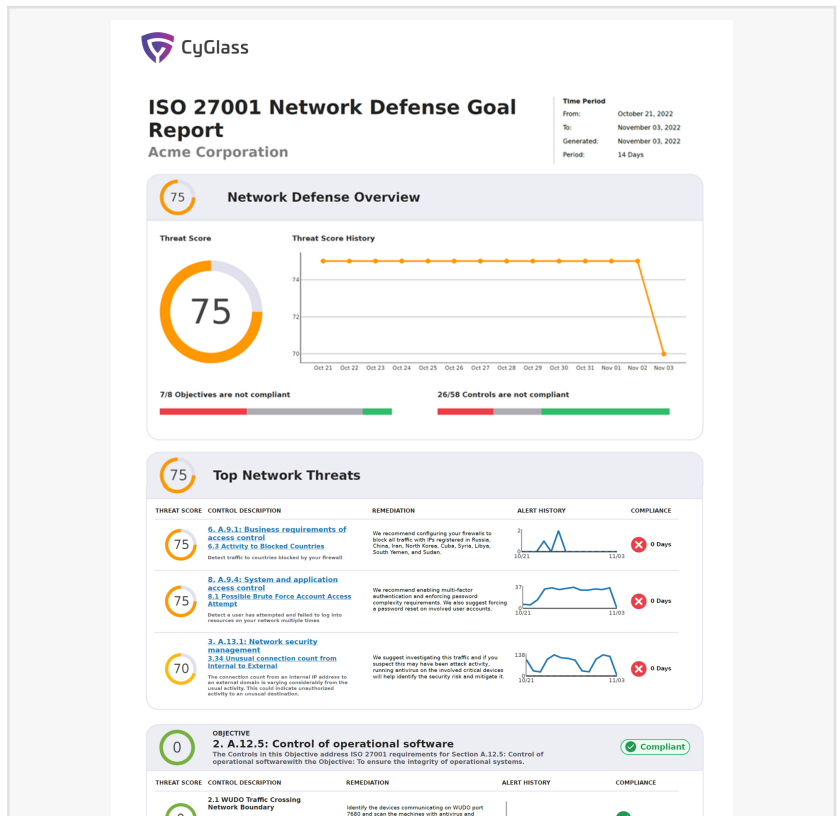 CyGlass
ISO 27001 Network Defense Goal
Report
Acme Corporation
Time Period
From: October 21, 2022
To: November 03, 2022
Generated: November 03, 2022
Period: 14 Days
75
Network Defense Overview
Threat Score
Threat Score History
75
74
72
70
Oct 21 Oct 22 Oct 23 Oct 24 Oct 25 Oct 26 Oct 27 Oct 28 Oct 29 Oct 30 Oct 31 Nov 01 Nov 02 Nov 03
7/8 Objectives are not compliant
26/58 Controls are not compliant
75
Top Network Threats
THREAT SCORE CONTROL DESCRIPTION REMEDIATION ALERT HISTORY COMPLIANCE
75
6. A.9.1: Business requirements of
access control
6.3 Activity to Blocked Countries
Detect traffic to countries blocked by your firewall
We recommend configuring your firewalls to
block all traffic with IPs registered in Russia,
China, Iran, North Korea, Cuba, Syria, Libya,
South Yemen, and Sudan.
2
0
10/21 11/03
0 Days
75
8. A.9.4: System and application
access control
8.1 Possible Brute Force Account Access
Attempt
Detect a user has attempted and failed to log into
resources on your network multiple times
We recommend enabling multi-factor
authentication and enforcing password
complexity requirements. We also suggest forcing
a password reset on involved user accounts.
37
0
10/21 11/03
0 Days
70
3. A.13.1: Network security
management
3.34 Unusual connection count from
Internal to External
The connection count from an internal IP address to
an external domain is varying considerably from the
usual activity. This could indicate unauthorized
activity to an unusual destination.
We suggest investigating this traffic and if you
suspect this may have been attack activity,
running antivirus on the involved critical devices
will help identify the security risk and mitigate it.
138
0
10/21 11/03
0 Days
0
OBJECTIVE
2. A.12.5: Control of operational software
The Controls in this Objective address ISO 27001 requirements for Section A.12.5: Control of
operational softwarewith the Objective: To ensure the integrity of operational systems.
Compliant
THREAT SCORE CONTROL DESCRIPTION REMEDIATION ALERT HISTORY COMPLIANCE
2.1 WUDO Traffic Crossing
Network Boundary
Identify the devices communicating on WUDO port
7680 and scan the machines with antivirus and